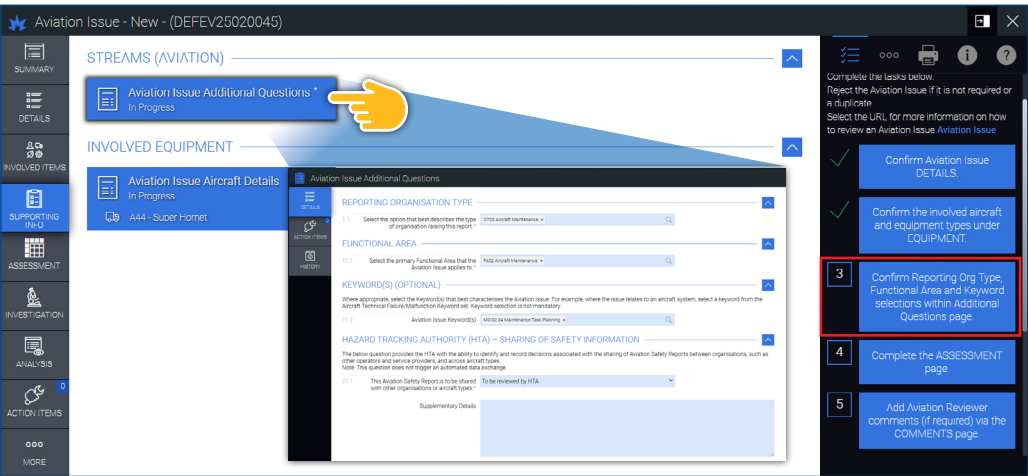 Aviation Issue - New - (DEFEV25020045)
SUMMARY
DETAILS
INVOLVED ITEMS
SUPPORTING
INFO
ASSESSMENT
INVESTIGATION
ANALYSIS
0
ACTION ITEMS
MORE
STREAMS (AVIATION)
Aviation Issue Additional Questions *
In Progress
INVOLVED EQUIPMENT
Aviation Issue Aircraft Details
In Progress
A44 - Super Hornet
Aviation Issue Additional Questions
DETAILS
0
ACTION ITEMS
HISTORY
REPORTING ORGANISATION TYPE
1.1 Select the option that best describes the type
of organisation raising this report.*
OT02 Aircraft Maintenance ×
FUNCTIONAL AREA
11.1 Select the primary Functional Area that the
Aviation Issue applies to.*
FA02 Aircraft Maintenance ×
KEYWORD(S) (OPTIONAL)
Where appropriate, select the Keyword(s) that best characterises the Aviation Issue. For example, where the issue relates to an aircraft system, select a keyword from the
Aircraft Technical Failure/Malfunction Keyword set. Keyword selection is not mandatory.
11.2 Aviation Issue Keyword(s) M02.02.04 Maintenance Task Planning ×
HAZARD TRACKING AUTHORITY (HTA) – SHARING OF SAFETY INFORMATION
The below question provides the HTA with the ability to identify and record decisions associated with the sharing of Aviation Safety Reports between organisations, such as
other operators and service providers, and across aircraft types.
Note: This question does not trigger an automated data exchange.
21.1 This Aviation Safety Report is to be shared
with other organisations or aircraft types:*
To be reviewed by HTA
Supplementary Details
Complete the tasks below.
Reject the Aviation Issue if it is not required or
a duplicate
Select the URL for more information on how
to review an Aviation Issue Aviation Issue
Confirm Aviation Issue
DETAILS.
Confirm the involved aircraft
and equipment types under
EQUIPMENT.
3
Confirm Reporting Org Type,
Functional Area and Keyword
selections within Additional
Questions page.
4
Complete the ASSESSMENT
page.
5
Add Aviation Reviewer
comments (if required) via the
COMMENTS page.